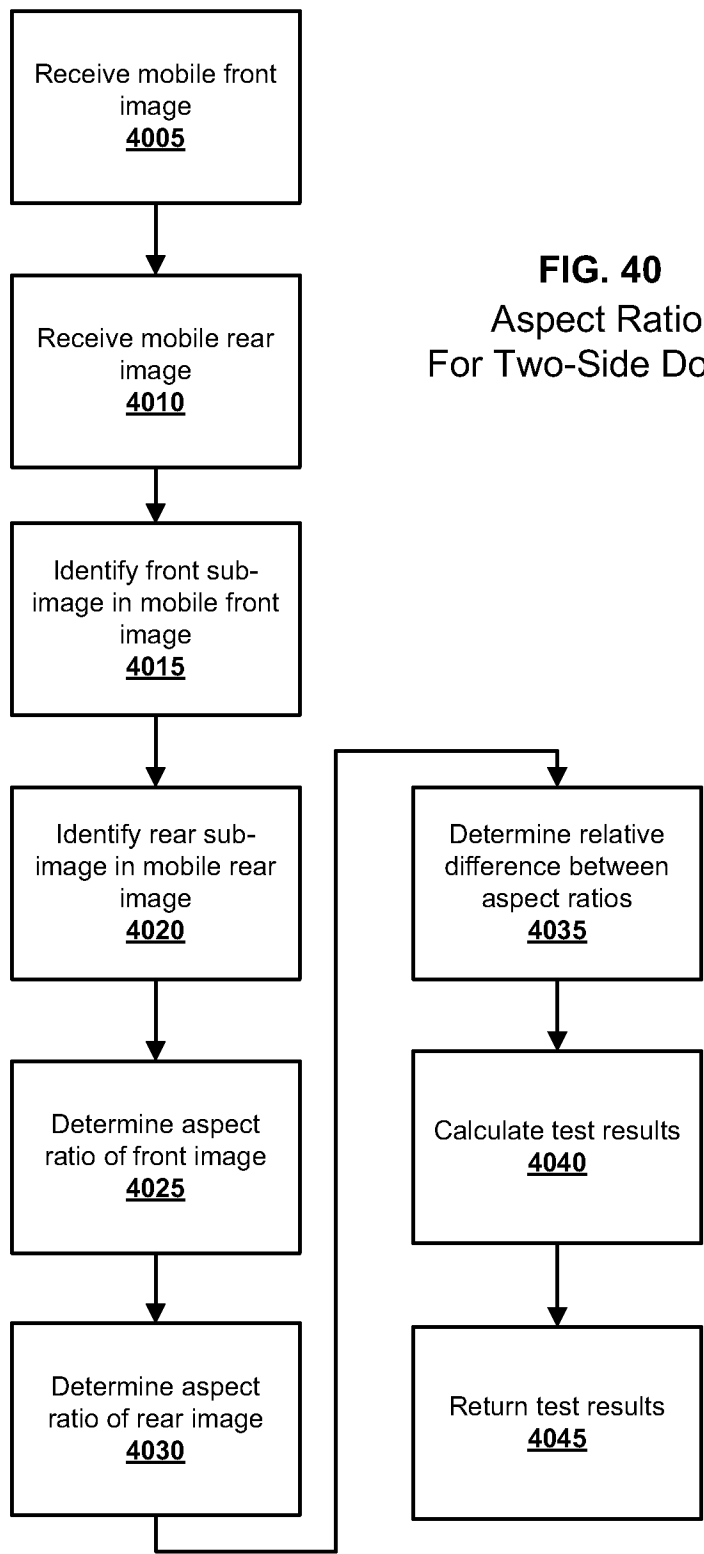 Receive mobile front
image
4005
Receive mobile rear
image
4010
Identify front sub-
image in mobile front
image
4015
Identify rear sub-
image in mobile rear
image
4020
Determine aspect
ratio of front image
4025
Determine aspect
ratio of rear image
4030
FIG. 40
Aspect Ratio
For Two-Side
Determine relative
difference between
aspect ratios
4035
Calculate test results
4040
Return test results
4045